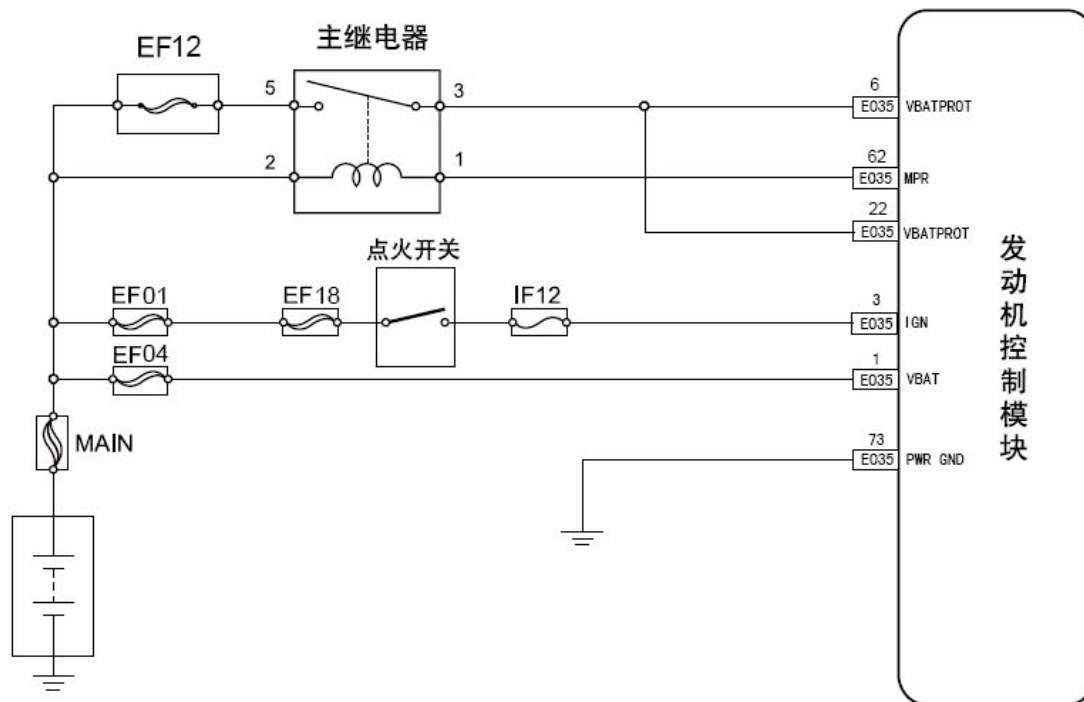 主继电器
EF12
5
3
6
E035 VBATPROT
2
1
62
E035 MPR
22
E035 VBATPROT
点火开关
EF01
EF18
IF12
3
E035 IGN
EF04
1
E035 VBAT
MAIN
73
E035 PWR GND
发动机控制模块